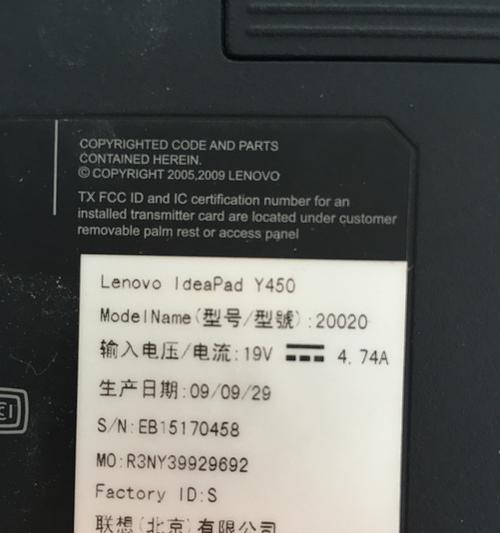 COPYRIGHTED CODE AND PARTS
CONTAINED HEREIN.
© COPYRIGHT 2005,2009 LENOVO
TX FCC ID and IC certification number for an
installed transmitter card are located under customer
removable palm rest or access panel
Lenovo IdeaPad Y450
ModelName(型号/型號):20020
输入电压/电流:19V ⎓ 4.74A
生产日期:09/09/29
S/N:EB15170458
MO:R3NY39929692
Factory ID:S
联想(北京)有限公司